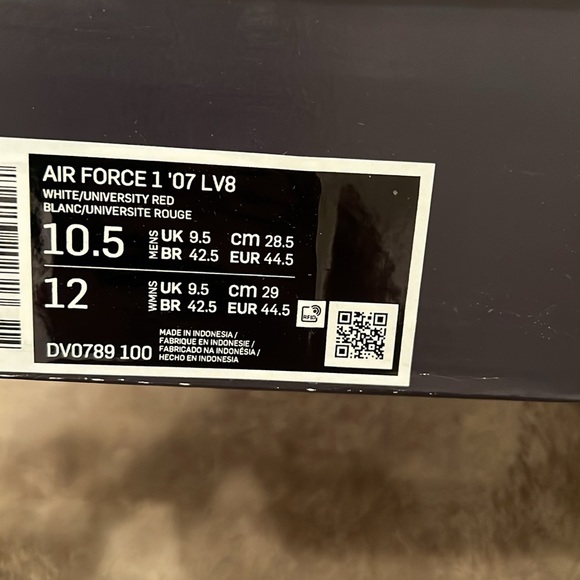 AIR FORCE 1 '07 LV8
WHITE/UNIVERSITY RED
BLANC/UNIVERSITE ROUGE
10.5 MENS UK 9.5 cm 28.5
BR 42.5 EUR 44.5
12 WMNS UK 9.5 cm 29
BR 42.5 EUR 44.5
RFID
DV0789 100
MADE IN INDONESIA/
FABRIQUE EN INDONESIE/
FABRICADO NA INDONÉSIA/
HECHO EN INDONESIA